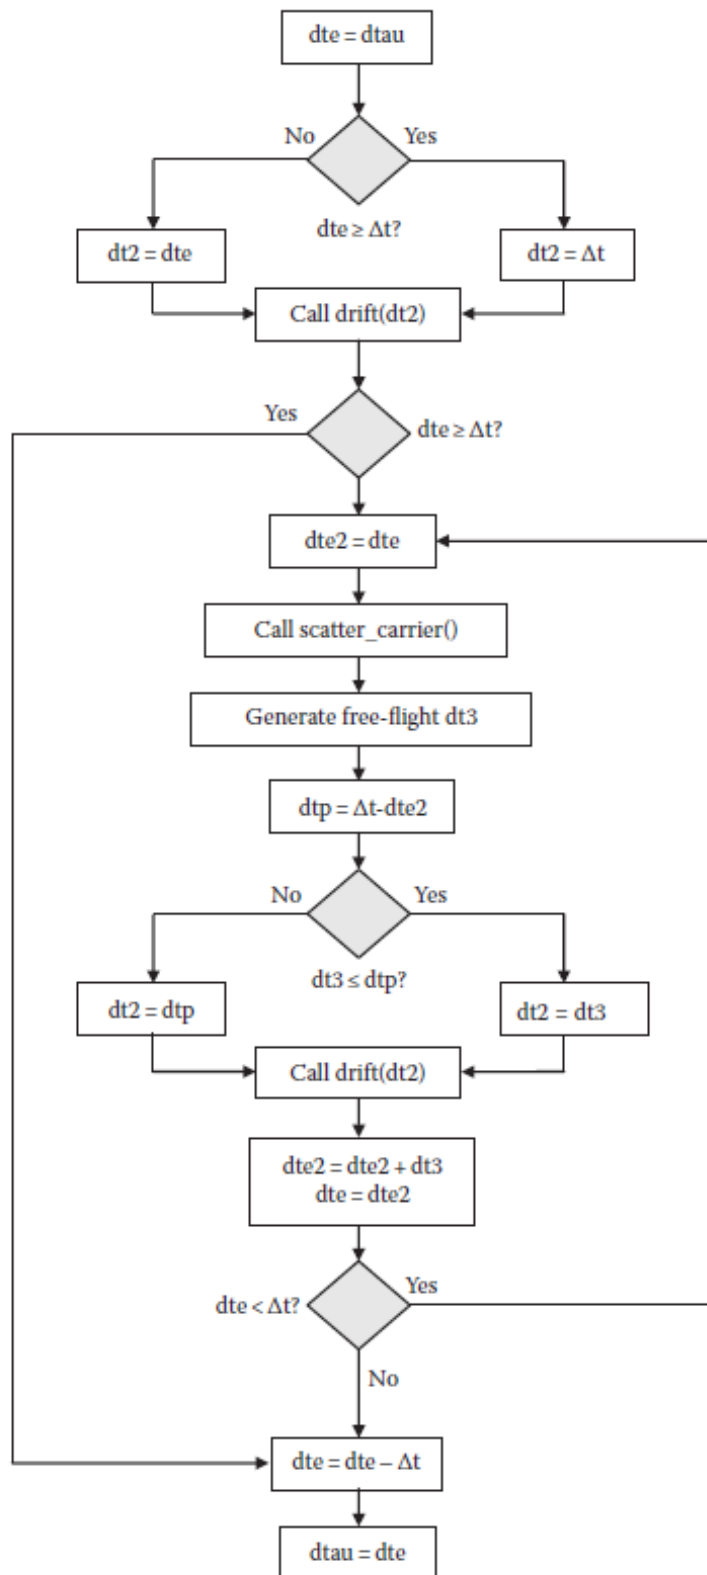 dte = dtau
No
Yes
dte ≥ Δt?
dt2 = dte
dt2 = Δt
Call drift(dt2)
Yes
dte ≥ Δt?
dte2 = dte
Call scatter_carrier()
Generate free-flight dt3
dtp = Δt-dte2
No
Yes
dt3 ≤ dtp?
dt2 = dtp
dt2 = dt3
Call drift(dt2)
dte2 = dte2 + dt3
dte = dte2
dte < Δt?
Yes
No
dte = dte – Δt
dtau = dte